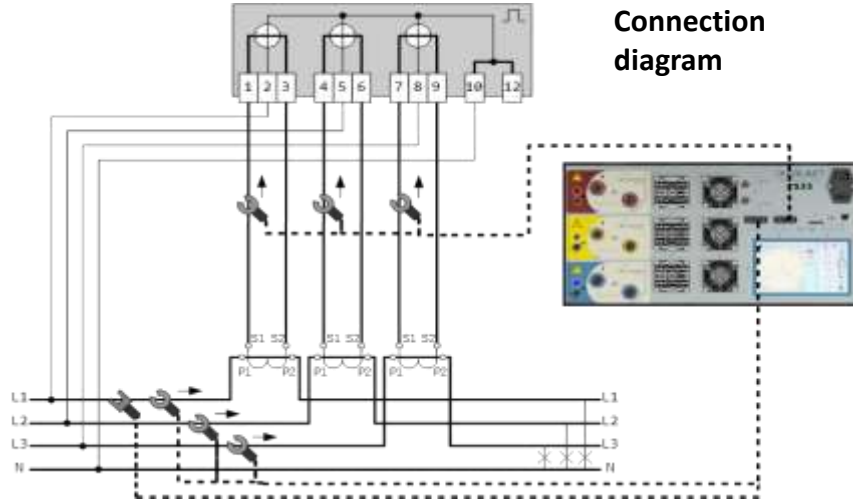 Connection
diagram
1 2 3 4 5 6 7 8 9 10 12
S1 S2 S1 S2 S1 S2
P1 P2 P1 P2 P1 P2
L1 L1
L2 L2
L3 L3
N N